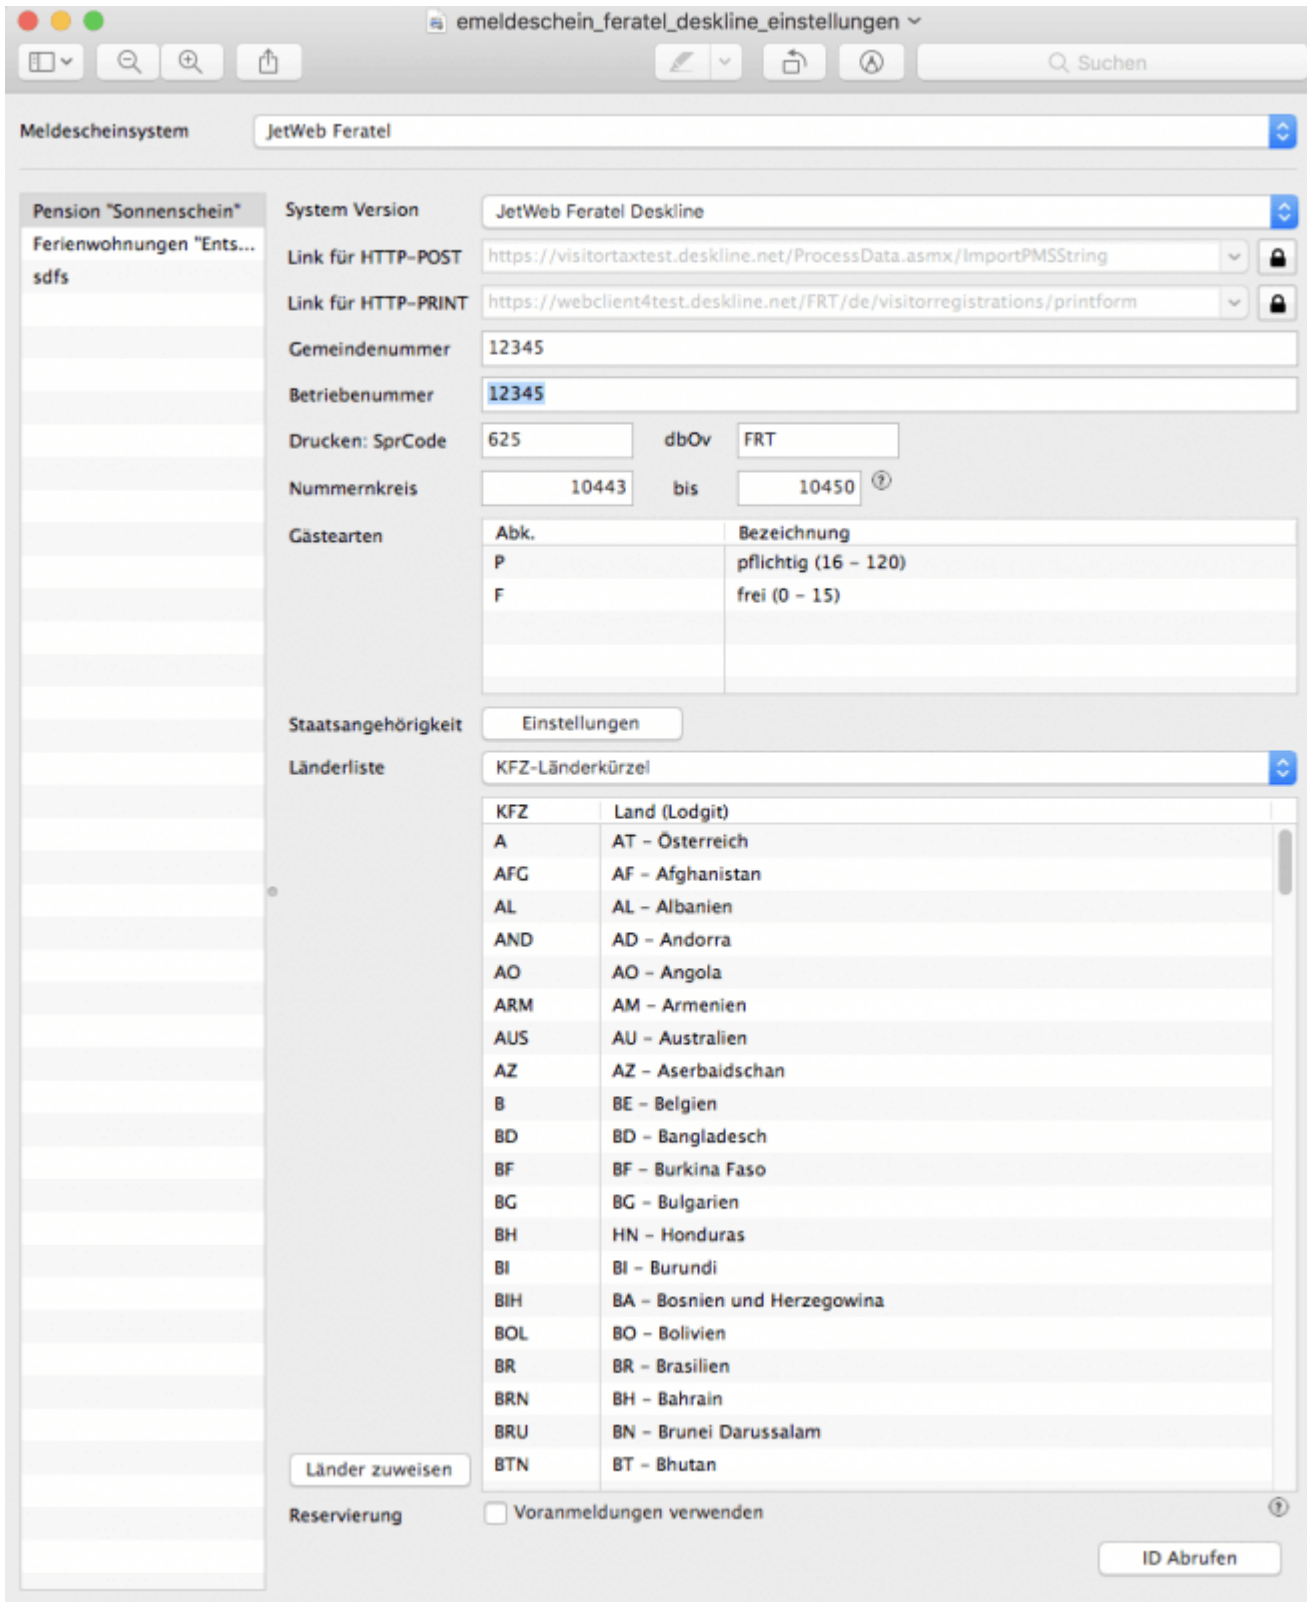 emeldeschein_feratel_deskline_einstellungen
Suchen
Meldescheinsystem JetWeb Feratel
Pension "Sonnenschein"
Ferienwohnungen "Ents...
sdfs
System Version JetWeb Feratel Deskline
Link für HTTP-POST https://visitortaxtest.deskline.net/ProcessData.asmx/ImportPMSString
Link für HTTP-PRINT https://webclient4test.deskline.net/FRT/de/visitorregistrations/printform
Gemeindenummer 12345
Betriebenummer 12345
Drucken: SprCode 625 dbOv FRT
Nummernkreis 10443 bis 10450 ?
Gästearten Abk. Bezeichnung
P pflichtig (16 – 120)
F frei (0 – 15)
Staatsangehörigkeit Einstellungen
Länderliste KFZ-Länderkürzel
KFZ Land (Lodgit)
A AT – Österreich
AFG AF – Afghanistan
AL AL – Albanien
AND AD – Andorra
AO AO – Angola
ARM AM – Armenien
AUS AU – Australien
AZ AZ – Aserbaidschan
B BE – Belgien
BD BD – Bangladesch
BF BF – Burkina Faso
BG BG – Bulgarien
BH HN – Honduras
BI BI – Burundi
BIH BA – Bosnien und Herzegowina
BOL BO – Bolivien
BR BR – Brasilien
BRN BH – Bahrain
BRU BN – Brunei Darussalam
BTN BT – Bhutan
Länder zuweisen
Reservierung Voranmeldungen verwenden ?
ID Abrufen